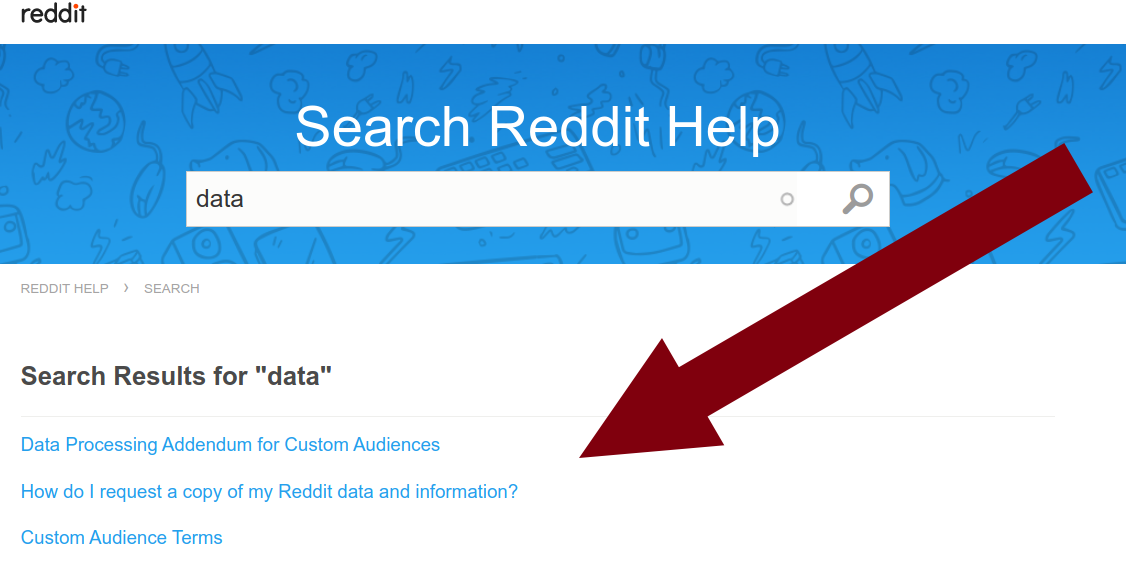 reddit
Search Reddit Help
data
REDDIT HELP › SEARCH
Search Results for "data"
Data Processing Addendum for Custom Audiences
How do I request a copy of my Reddit data and information?
Custom Audience Terms